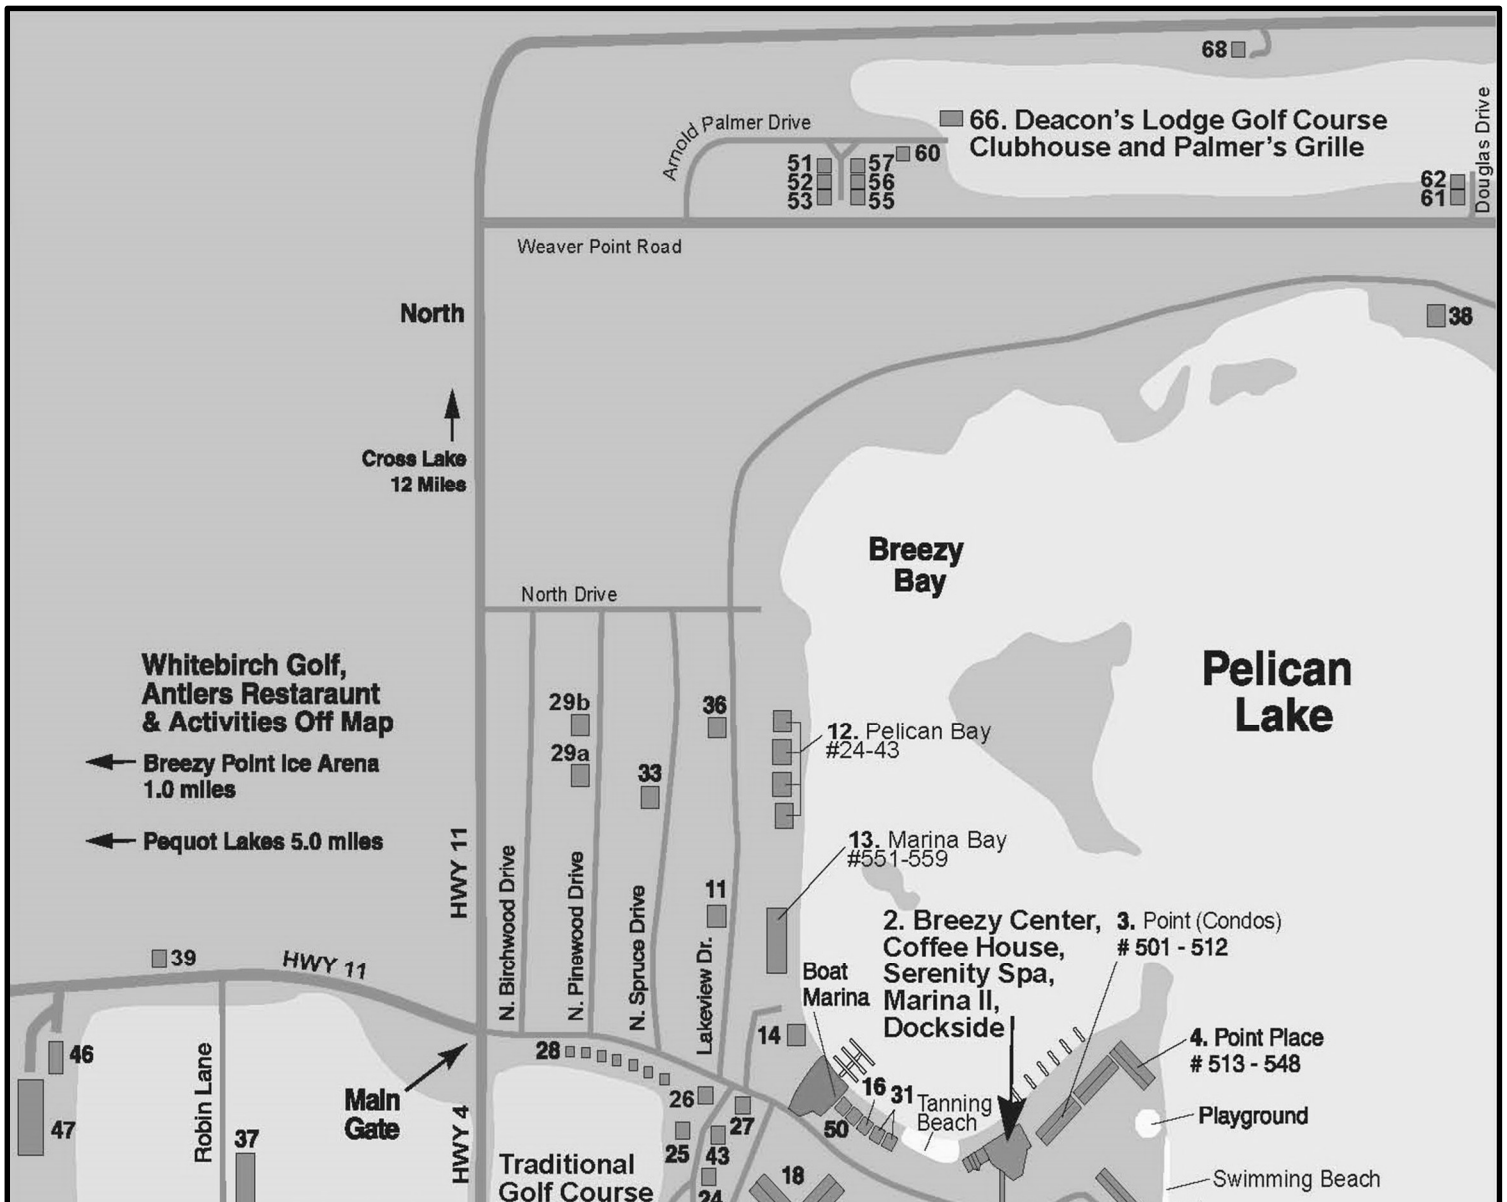 68
66. Deacon's Lodge Golf Course
Clubhouse and Palmer's Grille
Douglas Drive
Arnold Palmer Drive
51
52
53
57
56
55
60
62
61
Weaver Point Road
North
38
Cross Lake
12 Miles
Breezy
Bay
North Drive
Pelican
Lake
Whitebirch Golf,
Antlers Restaraunt
& Activities Off Map
Breezy Point Ice Arena
1.0 miles
Pequot Lakes 5.0 miles
29b
29a
33
36
12. Pelican Bay
#24-43
13. Marina Bay
#551-559
11
HWY 11
N. Birchwood Drive
N. Pinewood Drive
N. Spruce Drive
Lakeview Dr.
2. Breezy Center,
Coffee House,
Serenity Spa,
Marina II,
Dockside
3. Point (Condos)
# 501 - 512
39
HWY 11
Boat
Marina
14
4. Point Place
# 513 - 548
46
47
Robin Lane
37
Main
Gate
HWY 4
28
26
27
25
43
24
18
16
31
50
Tanning
Beach
Playground
Traditional
Golf Course
Swimming Beach